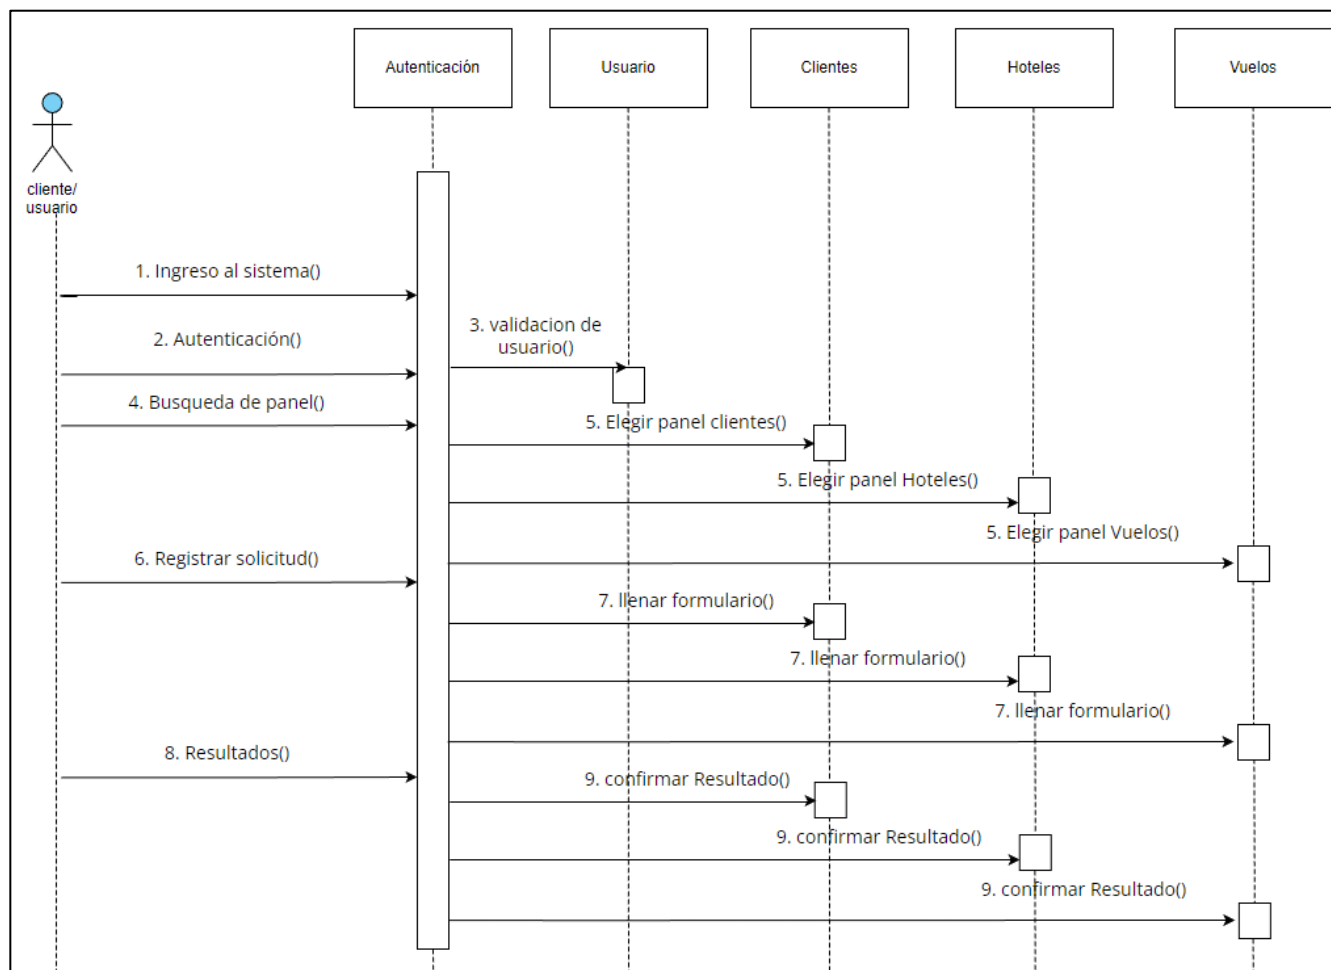 Autenticación
Usuario
Clientes
Hoteles
Vuelos
cliente/
usuario
1. Ingreso al sistema()
2. Autenticación()
3. validacion de
usuario()
4. Busqueda de panel()
5. Elegir panel clientes()
5. Elegir panel Hoteles()
5. Elegir panel Vuelos()
6. Registrar solicitud()
7. llenar formulario()
7. llenar formulario()
7. llenar formulario()
8. Resultados()
9. confirmar Resultado()
9. confirmar Resultado()
9. confirmar Resultado()